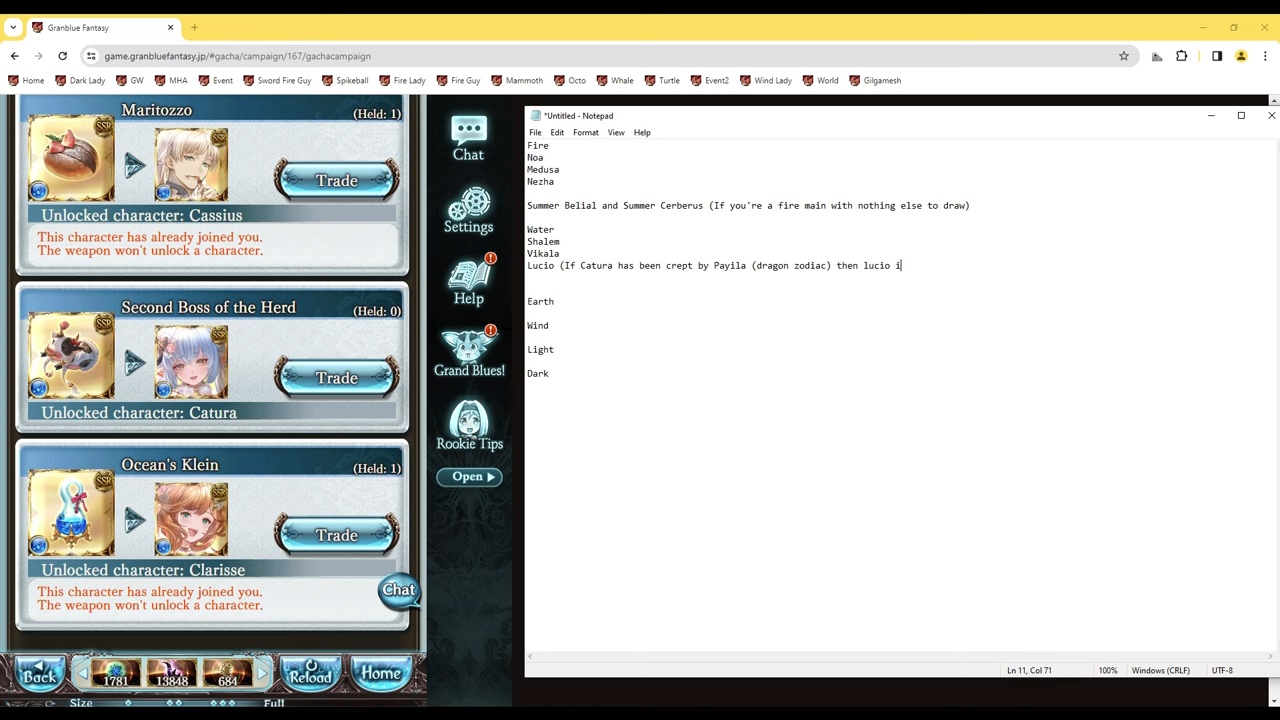 Granblue Fantasy
game.granbluefantasy.jp/#gacha/campaign/167/gachacampaign
Home Dark Lady GW MHA Event Sword Fire Guy Spikeball Fire Lady Fire Guy Mammoth Octo Whale Turtle Event2 Wind Lady World Gilgamesh
Maritozzo (Held: 1)
SSR
SSR
Trade
Unlocked character: Cassius
This character has already joined you.
The weapon won't unlock a character.
Second Boss of the Herd (Held: 0)
SSR
SSR
Trade
Unlocked character: Catura
Ocean's Klein (Held: 1)
SSR
SSR
Trade
Unlocked character: Clarisse
This character has already joined you.
The weapon won't unlock a character.
Chat
Back 1781 13848 684 Reload Home
Size Full
Chat
Settings
Help
Grand Blues!
Rookie Tips
Open
*Untitled - Notepad
File Edit Format View Help
Fire
Noa
Medusa
Nezha
Summer Belial and Summer Cerberus (If you're a fire main with nothing else to draw)
Water
Shalem
Vikala
Lucio (If Catura has been crept by Payila (dragon zodiac) then lucio i
Earth
Wind
Light
Dark
Ln 11, Col 71 100% Windows (CRLF) UTF-8